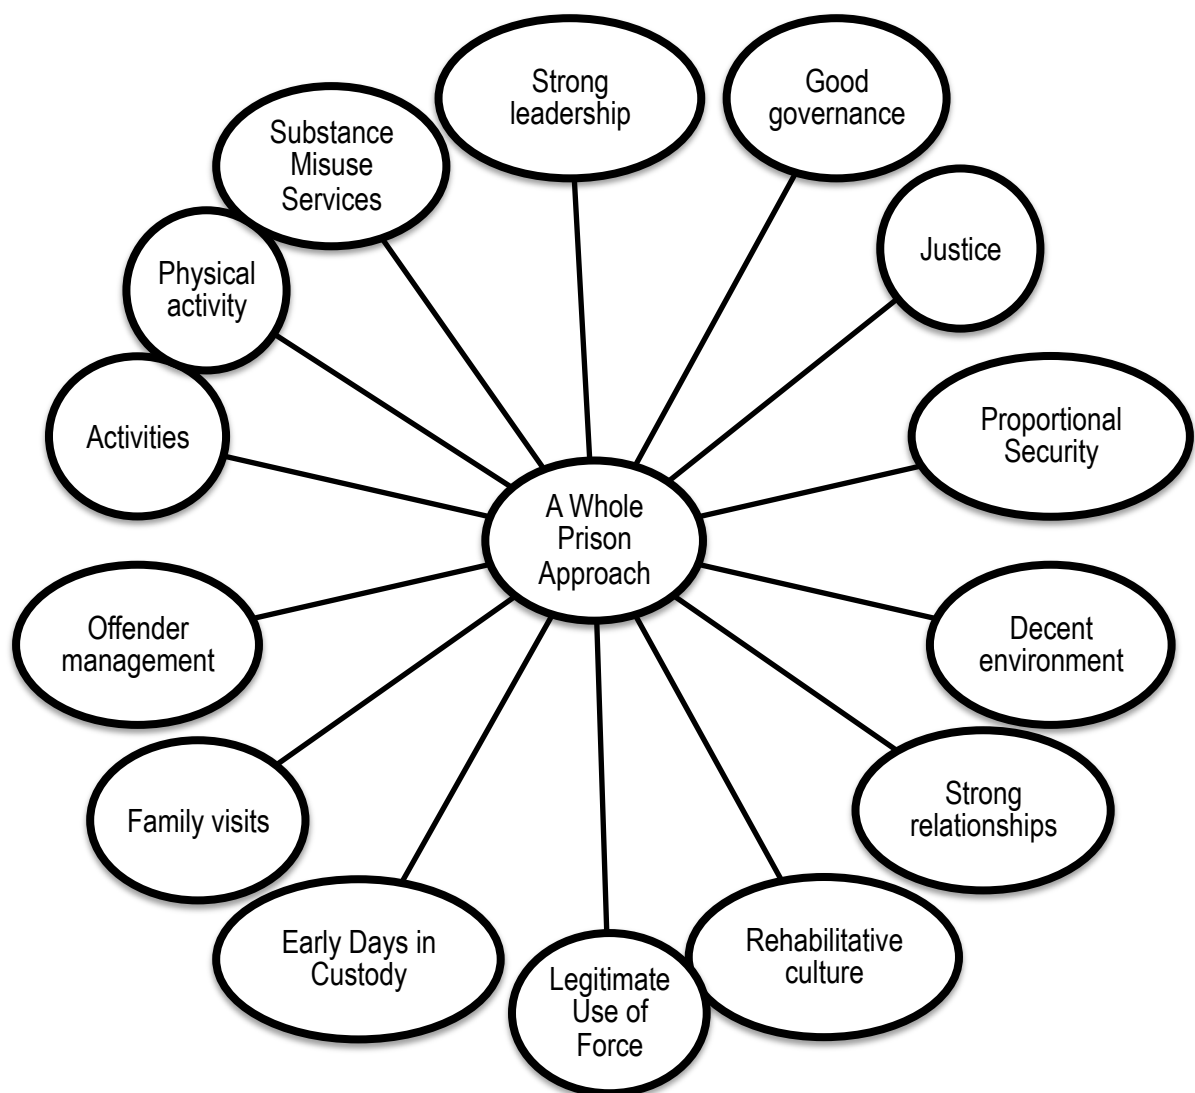 Strong
leadership
Good
governance
Substance
Misuse
Services
Justice
Physical
activity
Proportional
Security
Activities
A Whole
Prison
Approach
Offender
management
Decent
environment
Family visits
Strong
relationships
Early Days in
Custody
Rehabilitative
culture
Legitimate
Use of
Force